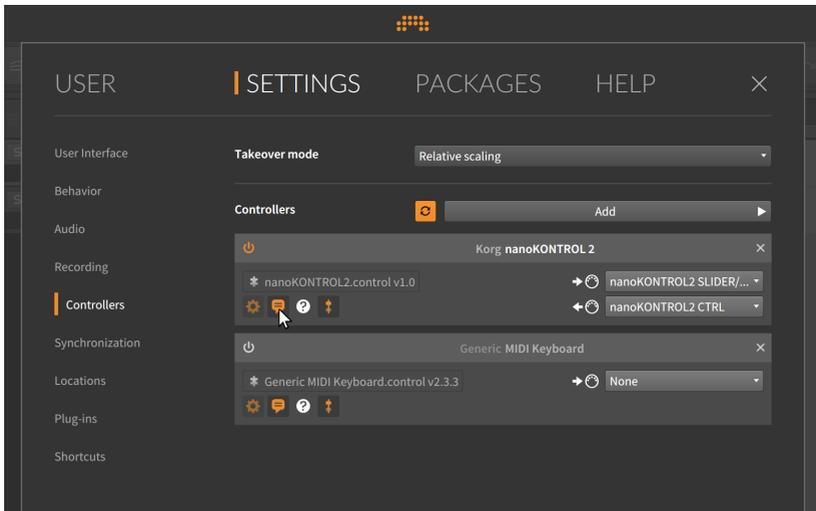 USER
SETTINGS
PACKAGES
HELP
User Interface
Behavior
Audio
Recording
Controllers
Synchronization
Locations
Plug-ins
Shortcuts
Takeover mode
Relative scaling
Controllers
Add
Korg nanoKONTROL 2
nanoKONTROL2.control v1.0
nanoKONTROL2 SLIDER/...
?
nanoKONTROL2 CTRL
Generic MIDI Keyboard
Generic MIDI Keyboard.control v2.3.3
None
?